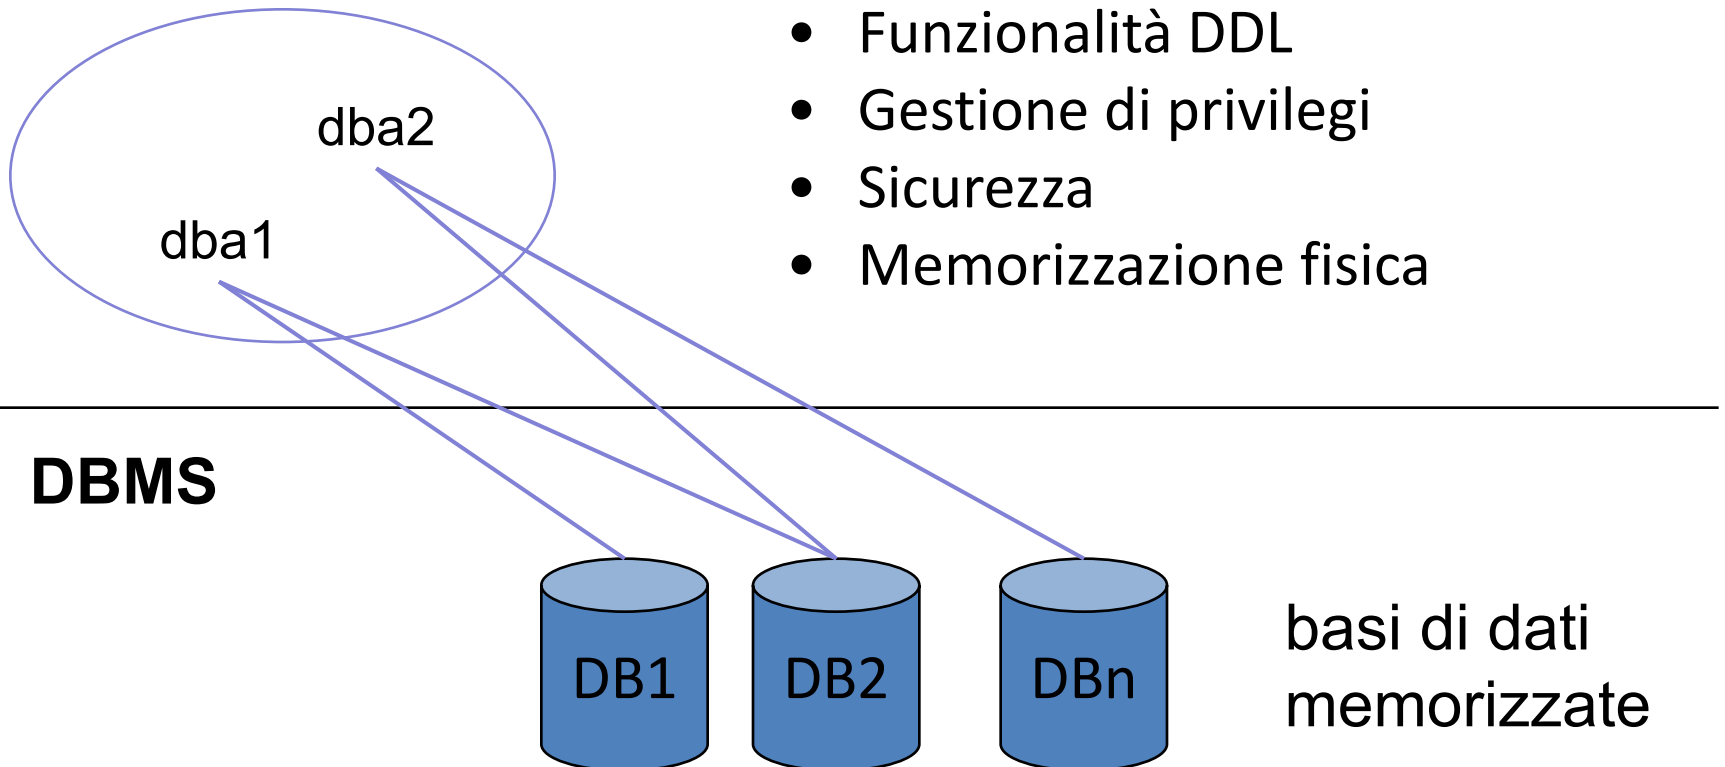 • Funzionalità DDL
• Gestione di privilegi
• Sicurezza
• Memorizzazione fisica
dba2
dba1
DBMS
DB1
DB2
DBn
basi di dati
memorizzate